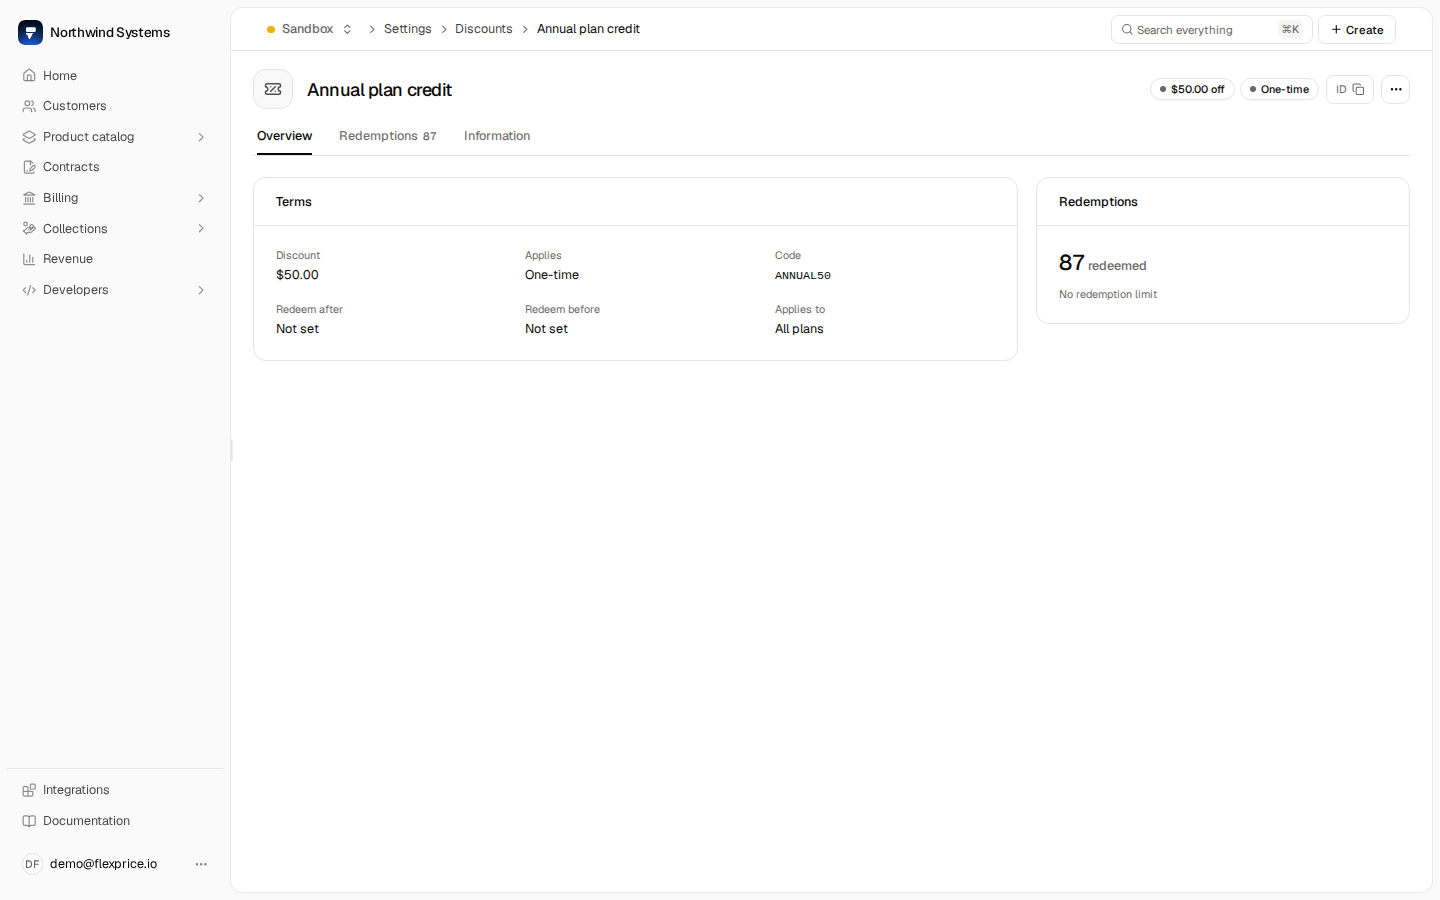 Northwind Systems
Home
Customers
Product catalog
Contracts
Billing
Collections
Revenue
Developers
Integrations
Documentation
DF demo@flexprice.io
Sandbox Settings Discounts Annual plan credit
Search everything ⌘K
Create
Annual plan credit
$50.00 off One-time ID
Overview Redemptions 87 Information
Terms
Discount Applies Code
$50.00 One-time ANNUAL50
Redeem after Redeem before Applies to
Not set Not set All plans
Redemptions
87 redeemed
No redemption limit